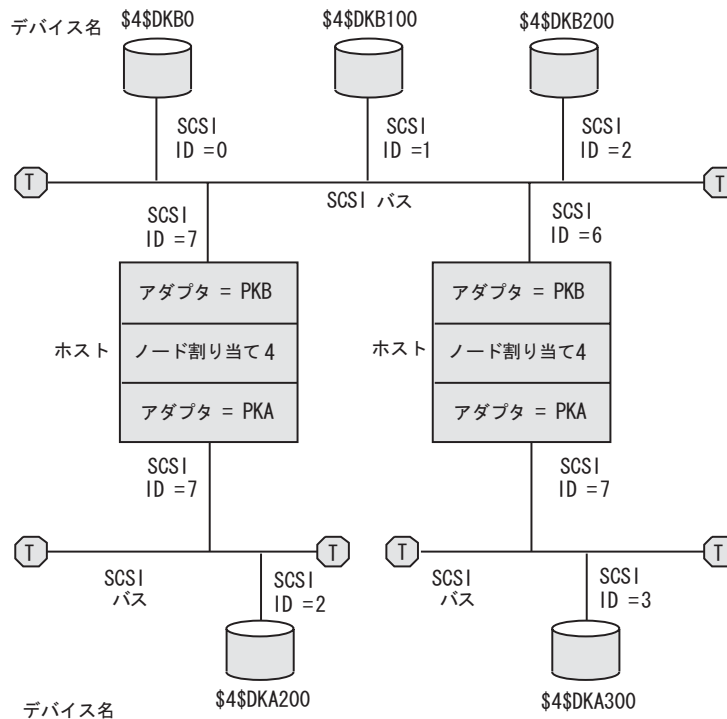 デバイス名
$4$DKB0
$4$DKB100
$4$DKB200
SCSI
ID =0
SCSI
ID =1
SCSI
ID =2
T
T
SCSI バス
SCSI
ID =7
SCSI
ID =6
ホスト
アダプタ = PKB
ノード割り当て 4
アダプタ = PKA
ホスト
アダプタ = PKB
ノード割り当て4
アダプタ = PKA
SCSI
ID =7
SCSI
ID =7
T
T
T
T
SCSI
バス
SCSI
ID =2
SCSI
バス
SCSI
ID =3
デバイス名
$4$DKA200
$4$DKA300